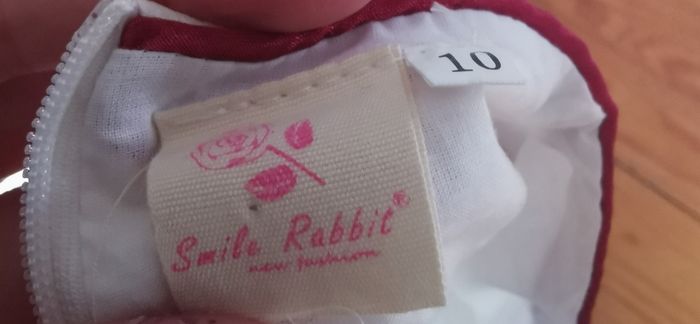 10
Smile Rabbit®
new fashion